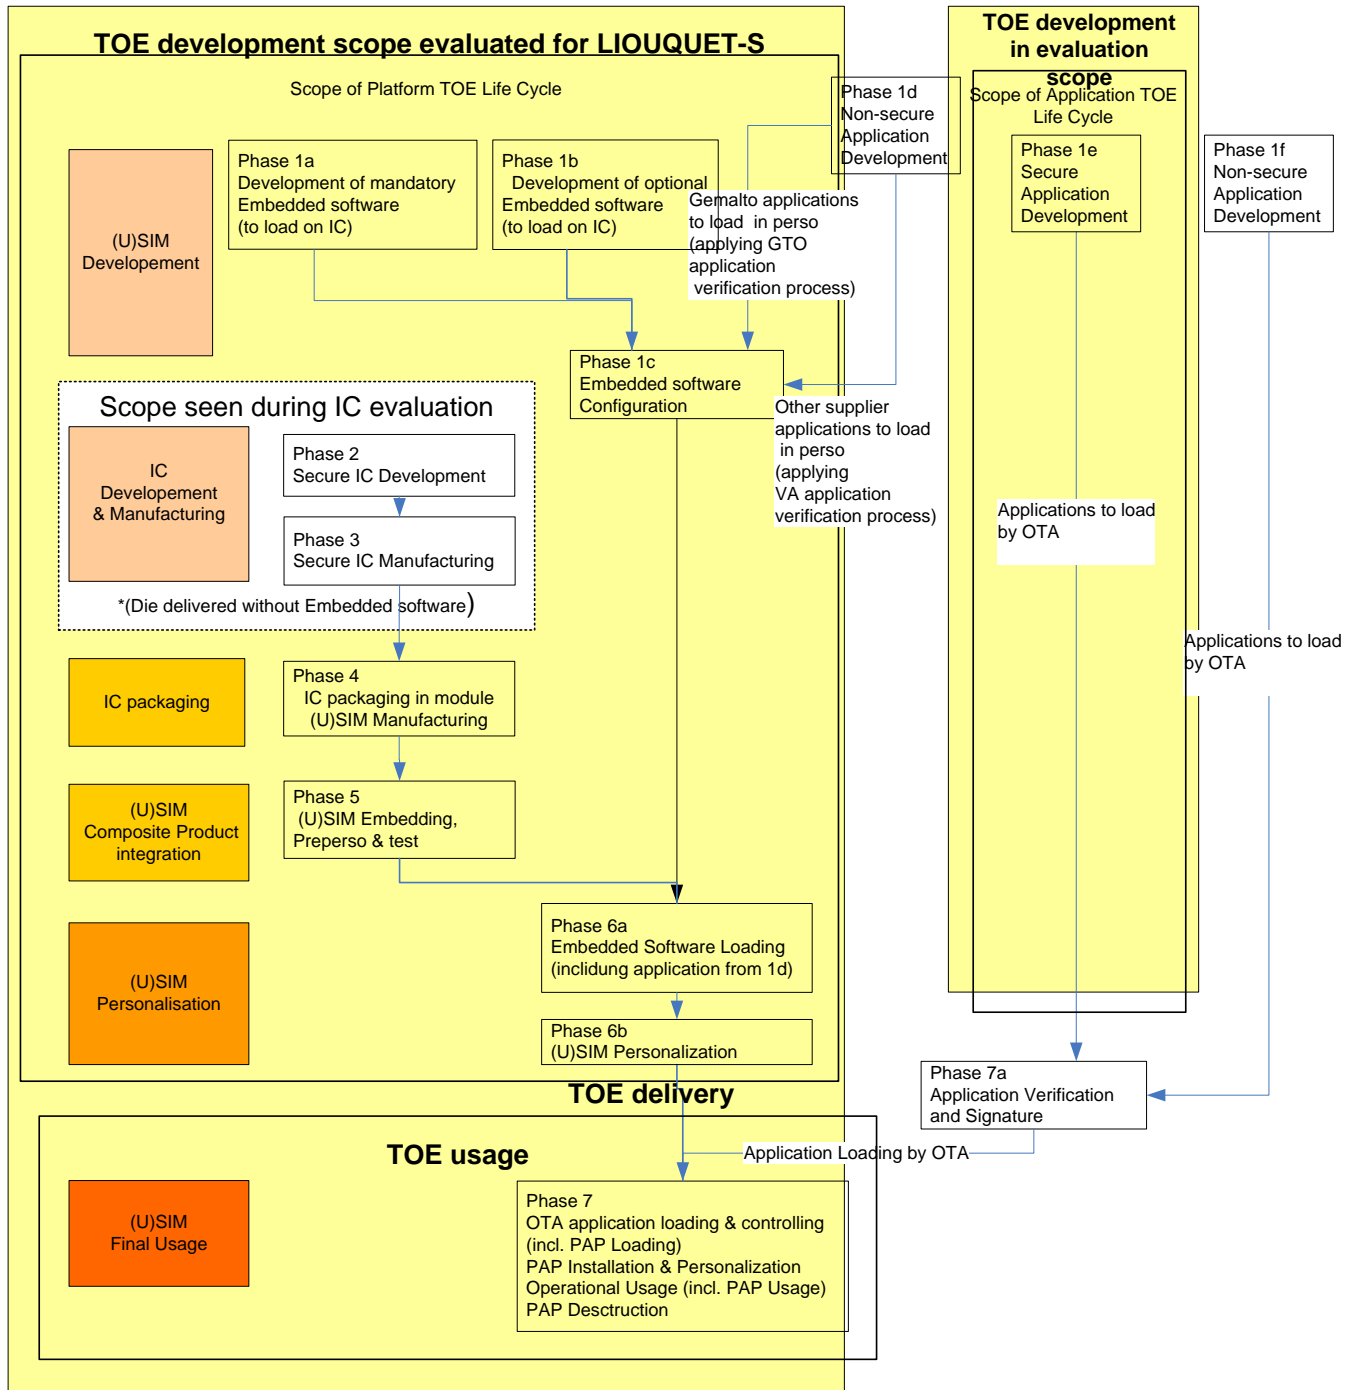 TOE development scope evaluated for LIOUQUET-S
Scope of Platform TOE Life Cycle
TOE development
in evaluation
scope
Scope of Application TOE
Life Cycle
(U)SIM
Developement
Phase 1a
Development of mandatory
Embedded software
(to load on IC)
Phase 1b
Development of optional
Embedded software
(to load on IC)
Phase 1d
Non-secure
Application
Development
Phase 1e
Secure
Application
Development
Phase 1f
Non-secure
Application
Development
Gemalto applications
to load in perso
(applying GTO
application
verification process)
Phase 1c
Embedded software
Configuration
Other supplier
applications to load
in perso
(applying
VA application
verification process)
Scope seen during IC evaluation
IC
Developement
& Manufacturing
Phase 2
Secure IC Development
Phase 3
Secure IC Manufacturing
*(Die delivered without Embedded software)
Applications to load
by OTA
Applications to load
by OTA
IC packaging
Phase 4
IC packaging in module
(U)SIM Manufacturing
(U)SIM
Composite Product
integration
Phase 5
(U)SIM Embedding,
Preperso & test
(U)SIM
Personalisation
Phase 6a
Embedded Software Loading
(inclidung application from 1d)
Phase 6b
(U)SIM Personalization
TOE delivery
Phase 7a
Application Verification
and Signature
TOE usage
Application Loading by OTA
(U)SIM
Final Usage
Phase 7
OTA application loading & controlling
(incl. PAP Loading)
PAP Installation & Personalization
Operational Usage (incl. PAP Usage)
PAP Desctruction